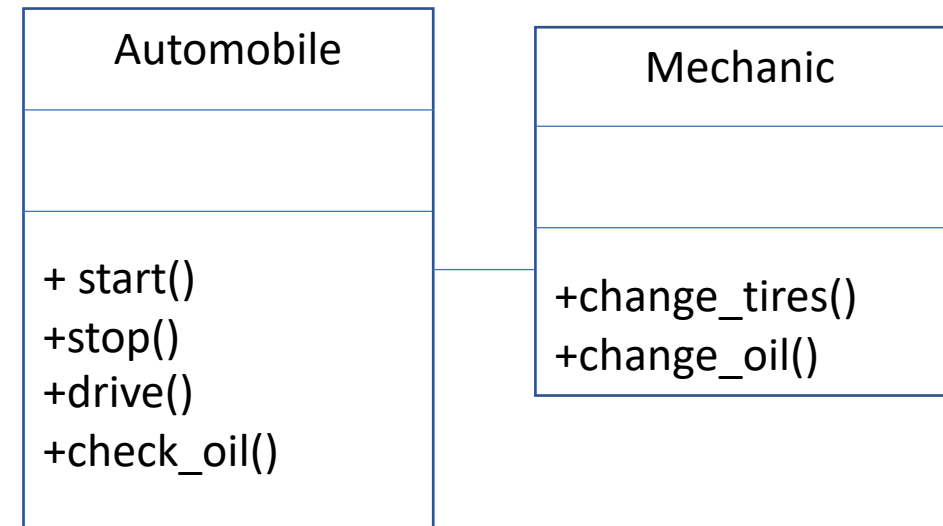 Automobile
+ start()
+stop()
+drive()
+check_oil()
Mechanic
+change_tires()
+change_oil()